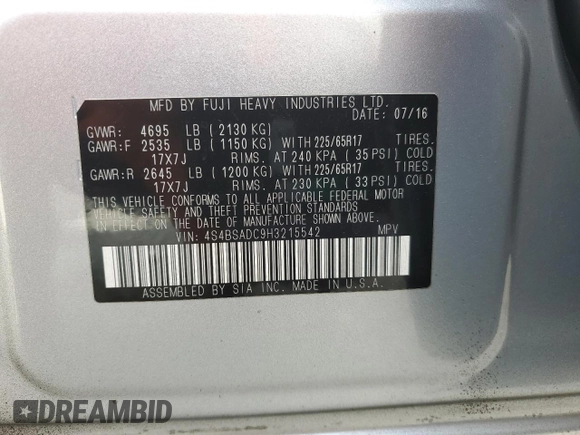 MFD BY FUJI HEAVY INDUSTRIES LTD.
DATE: 07/16
GVWR: 4695 LB ( 2130 KG)
GAWR:F 2535 LB ( 1150 KG) WITH 225/65R17 TIRES.
17X7J RIMS. AT 240 KPA ( 35 PSI) COLD
GAWR:R 2645 LB ( 1200 KG) WITH 225/65R17 TIRES.
17X7J RIMS. AT 230 KPA ( 33 PSI) COLD
THIS VEHICLE CONFORMS TO ALL APPLICABLE FEDERAL MOTOR
VEHICLE SAFETY AND THEFT PREVENTION STANDARDS
IN EFFECT ON THE DATE OF MANUFACTURE SHOWN ABOVE.
VIN: 4S4BSADC9H3215542 MPV
ASSEMBLED BY SIA INC. MADE IN U.S.A.
DREAMBID